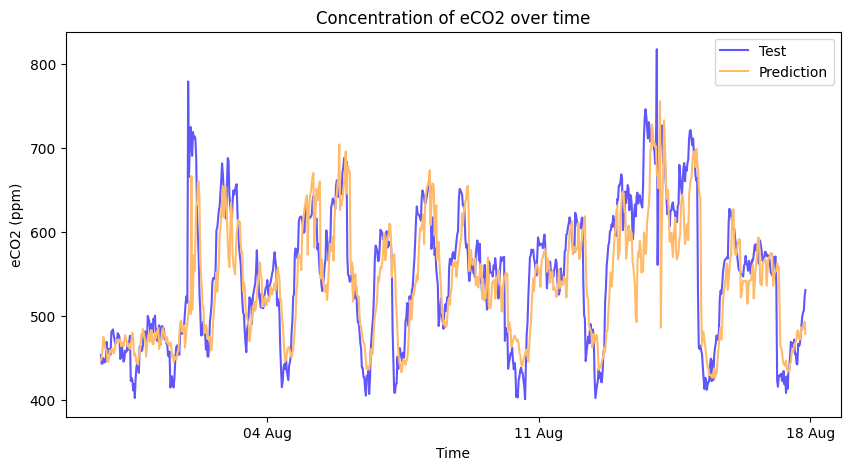 Concentration of eCO2 over time
Test
Prediction
eCO2 (ppm)
800
700
600
500
400
04 Aug
11 Aug
18 Aug
Time